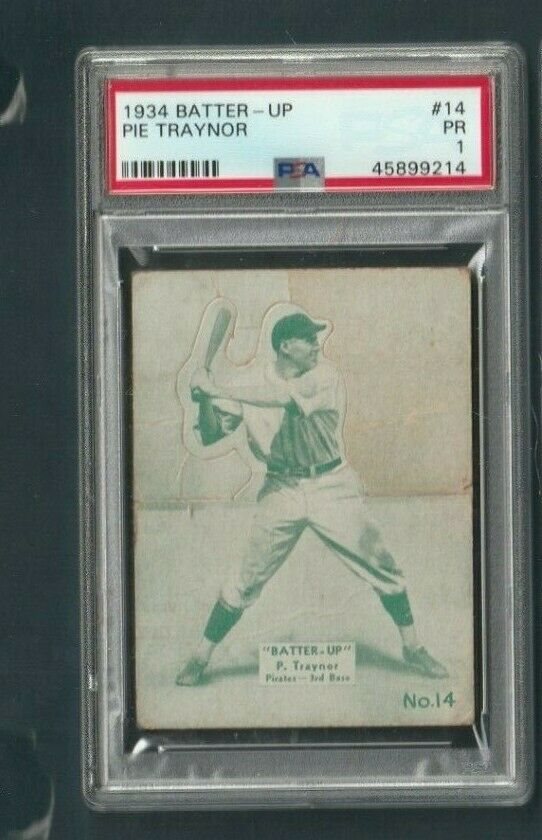 1934 BATTER-UP #14
PIE TRAYNOR PR
1
PSA 45899214
"BATTER-UP"
P. Traynor
Pirates - 3rd Base
No.14